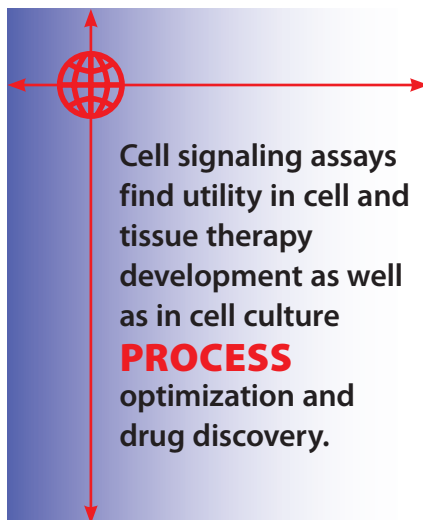 Cell signaling assays
find utility in cell and
tissue therapy
development as well
as in cell culture
PROCESS
optimization and
drug discovery.